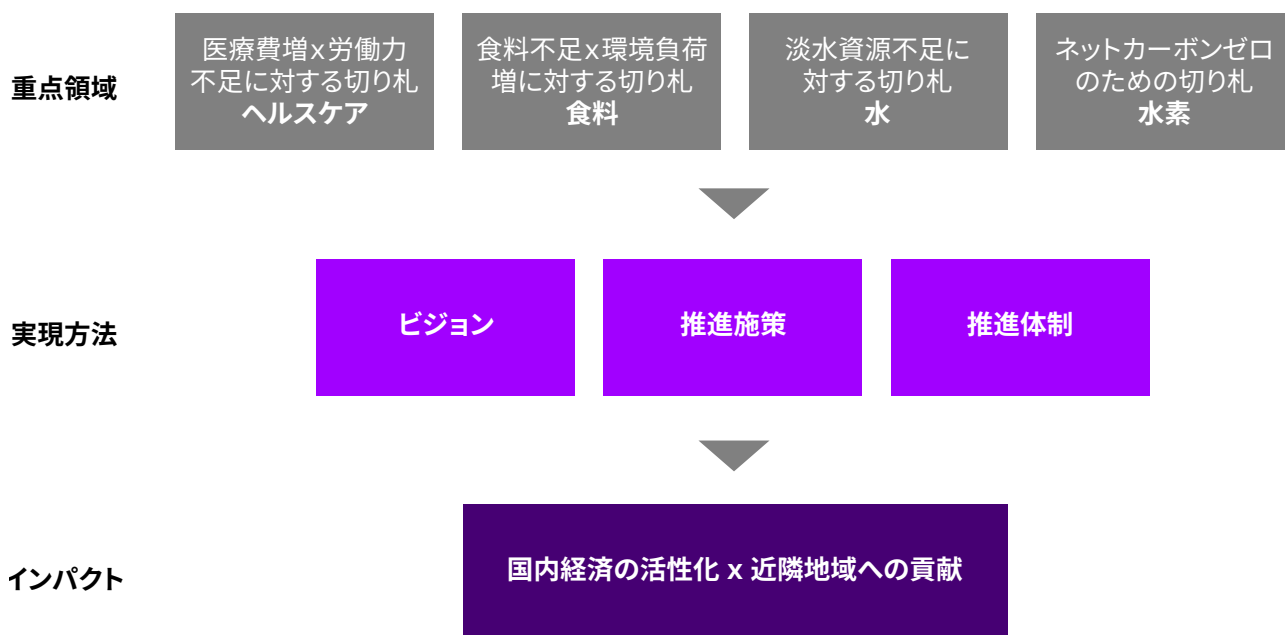 重点領域
医療費増x労働力
不足に対する切り札
ヘルスケア
食料不足x環境負荷
増に対する切り札
食料
淡水資源不足に
対する切り札
水
ネットカーボンゼロ
のための切り札
水素
実現方法
ビジョン
推進施策
推進体制
インパクト
国内経済の活性化 x 近隣地域への貢献